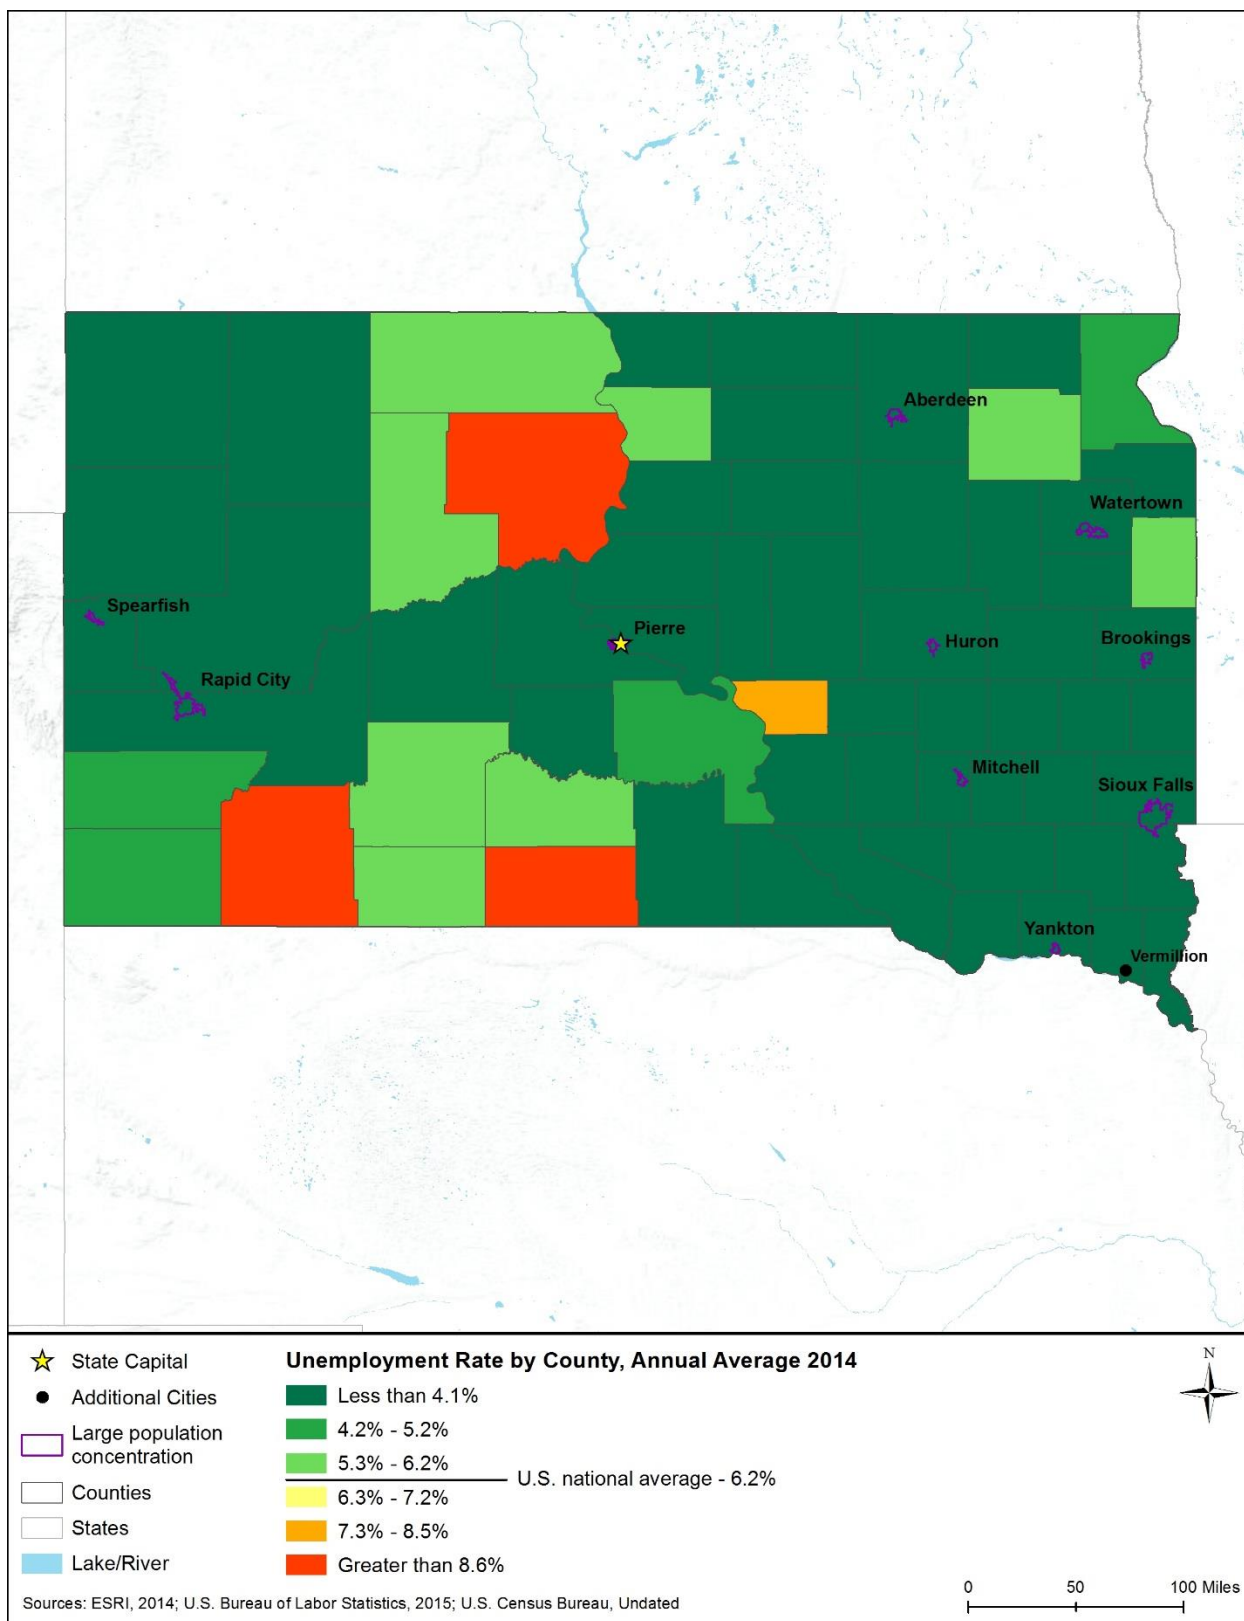 Aberdeen
Watertown
Spearfish
Pierre
Huron
Brookings
Rapid City
Mitchell
Sioux Falls
Yankton
Vermillion
State Capital
Additional Cities
Large population
concentration
Counties
States
Lake/River
Unemployment Rate by County, Annual Average 2014
Less than 4.1%
4.2% - 5.2%
5.3% - 6.2%
U.S. national average - 6.2%
6.3% - 7.2%
7.3% - 8.5%
Greater than 8.6%
N
0 50 100 Miles
Sources: ESRI, 2014; U.S. Bureau of Labor Statistics, 2015; U.S. Census Bureau, Undated